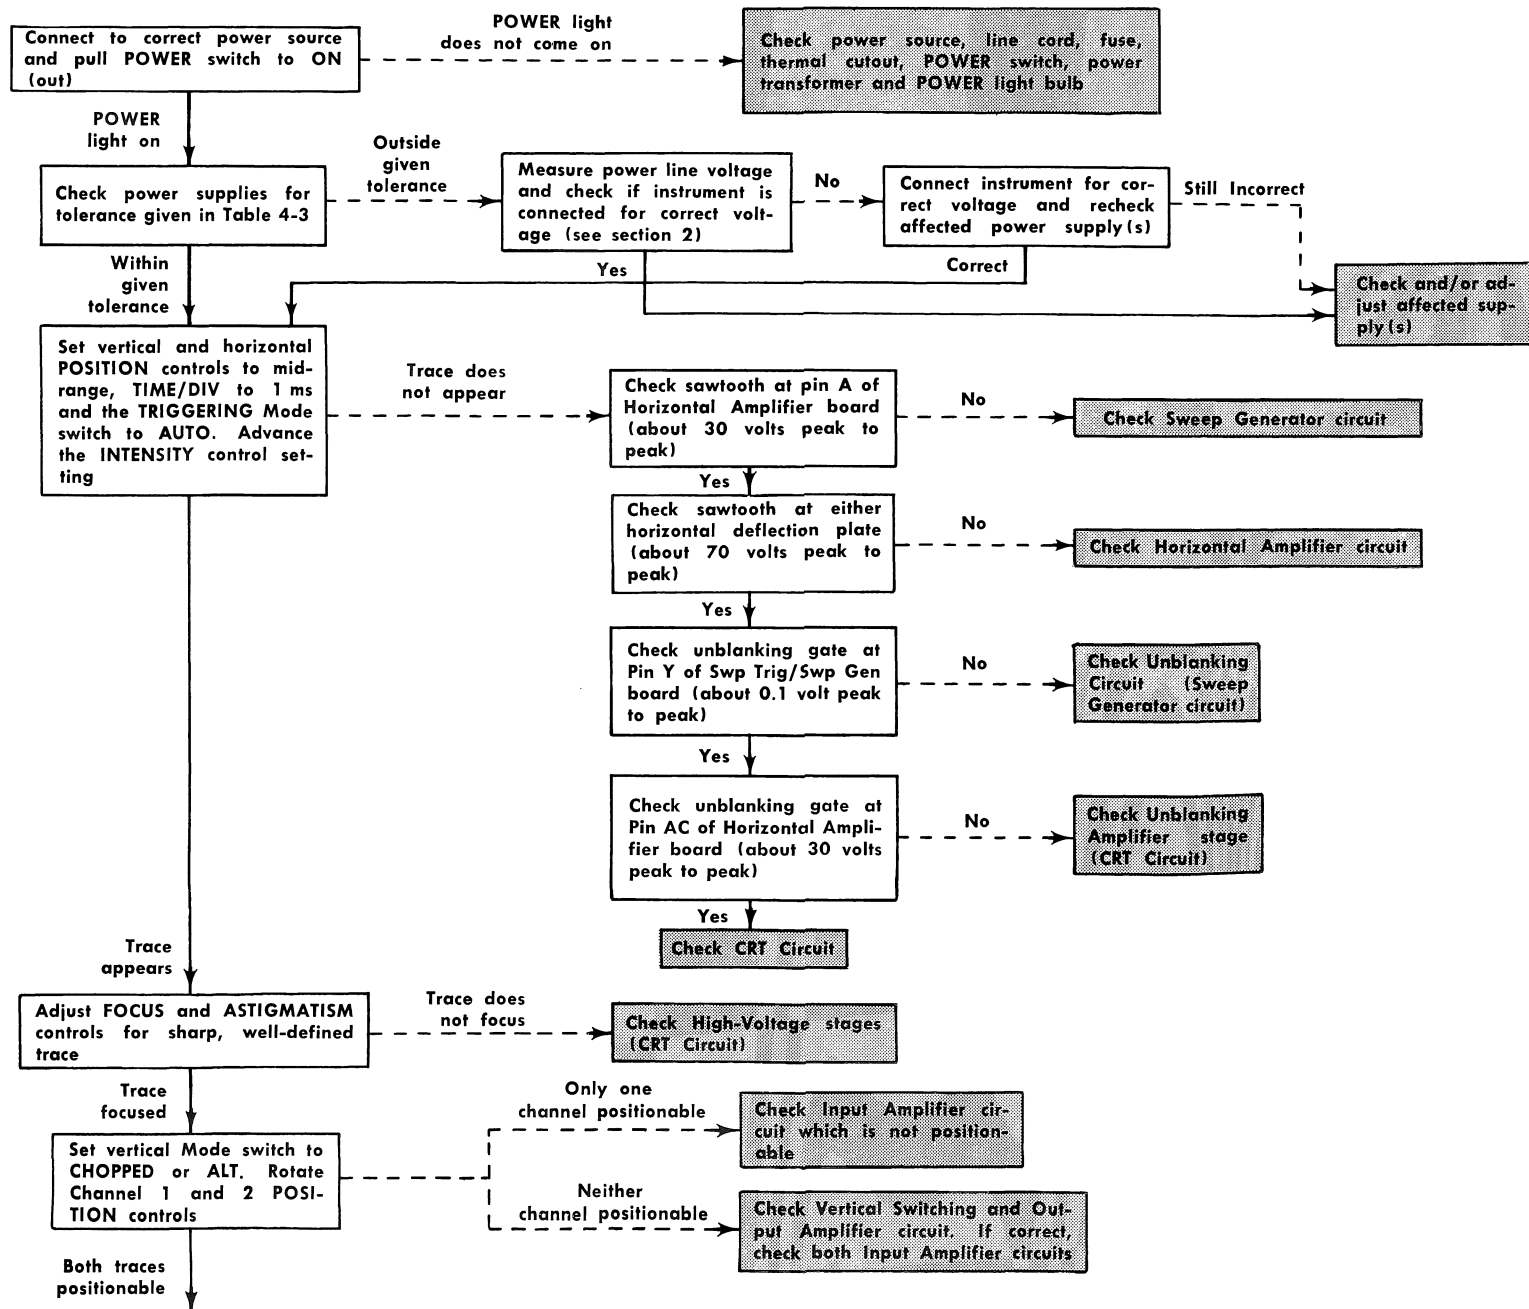 POWER light
does not come on
Connect to correct power source
and pull POWER switch to ON
(out)
Check power source, line cord, fuse,
thermal cutout, POWER switch, power
transformer and POWER light bulb
POWER
light on
Outside
given
tolerance
Check power supplies for
tolerance given in Table 4-3
Measure power line voltage
and check if instrument is
connected for correct volt-
age (see section 2)
No
Connect instrument for cor-
rect voltage and recheck
affected power supply(s)
Still Incorrect
Within
given
tolerance
Yes
Correct
Check and/or ad-
just affected sup-
ply(s)
Set vertical and horizontal
POSITION controls to mid-
range, TIME/DIV to 1 ms
and the TRIGGERING Mode
switch to AUTO. Advance
the INTENSITY control set-
ting
Trace does
not appear
Check sawtooth at pin A of
Horizontal Amplifier board
(about 30 volts peak to
peak)
No
Check Sweep Generator circuit
Yes
Check sawtooth at either
horizontal deflection plate
(about 70 volts peak to
peak)
No
Check Horizontal Amplifier circuit
Yes
Check unblanking gate at
Pin Y of Swp Trig/Swp Gen
board (about 0.1 volt peak
to peak)
No
Check Unblanking
Circuit (Sweep
Generator circuit)
Yes
Check unblanking gate at
Pin AC of Horizontal Ampli-
fier board (about 30 volts
peak to peak)
No
Check Unblanking
Amplifier stage
(CRT Circuit)
Yes
Check CRT Circuit
Trace
appears
Adjust FOCUS and ASTIGMATISM
controls for sharp, well-defined
trace
Trace does
not focus
Check High-Voltage stages
(CRT Circuit)
Trace
focused
Only one
channel positionable
Check Input Amplifier cir-
cuit which is not position-
able
Set vertical Mode switch to
CHOPPED or ALT. Rotate
Channel 1 and 2 POSI-
TION controls
Neither
channel positionable
Check Vertical Switching and Out-
put Amplifier circuit. If correct,
check both Input Amplifier circuits
Both traces
positionable